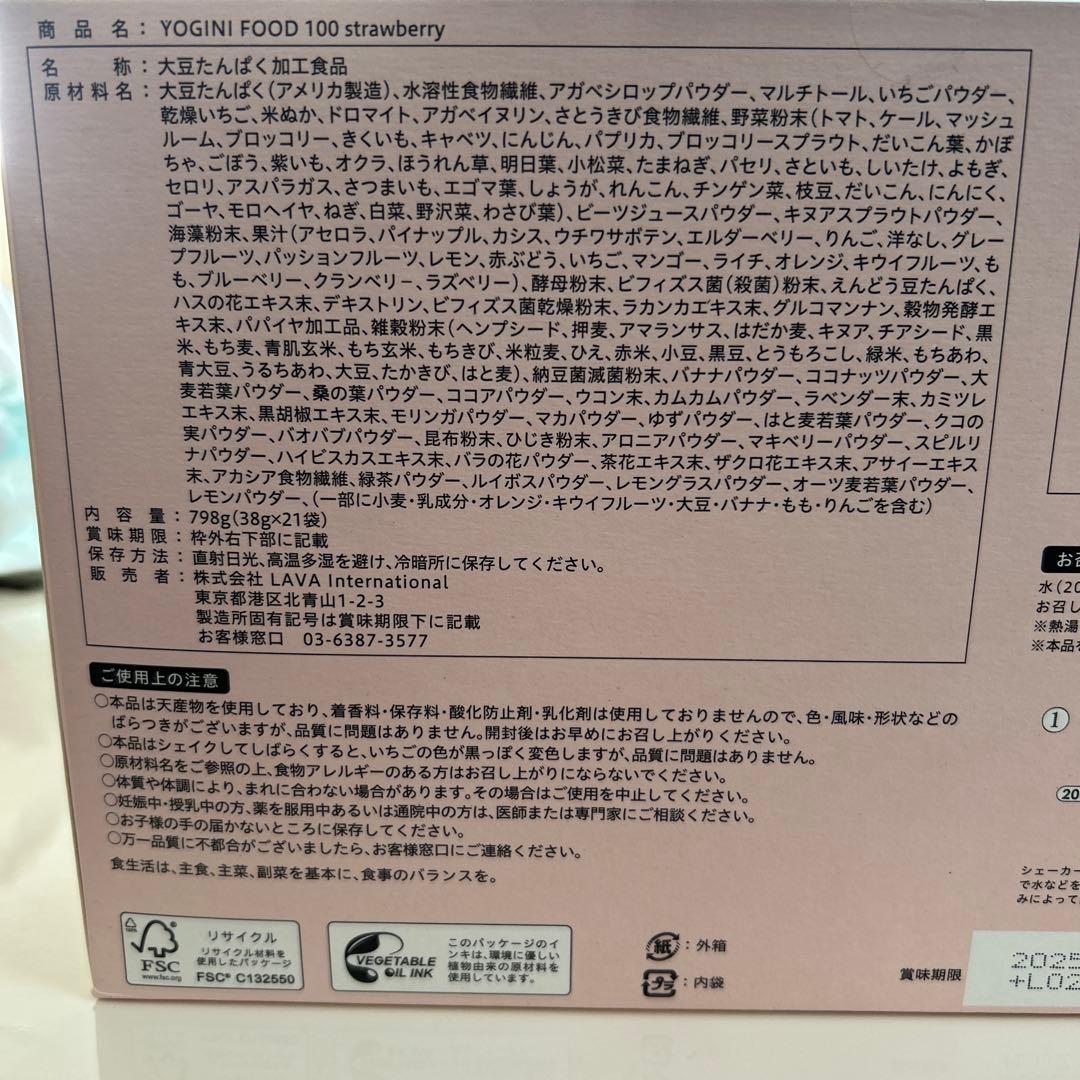 商品名：YOGINI FOOD 100 strawberry
名称：大豆たんぱく加工食品
原材料名：大豆たんぱく(アメリカ製造)、水溶性食物繊維、アガベシロップパウダー、マルチトール、いちごパウダー、
乾燥いちご、米ぬか、ドロマイト、アガベイヌリン、さとうきび食物繊維、野菜粉末(トマト、ケール、マッシュ
ルーム、ブロッコリー、きくいも、キャベツ、にんじん、パプリカ、ブロッコリースプラウト、だいこん葉、かぼ
ちゃ、ごぼう、紫いも、オクラ、ほうれん草、明日葉、小松菜、たまねぎ、パセリ、さといも、しいたけ、よもぎ、
セロリ、アスパラガス、さつまいも、エゴマ葉、しょうが、れんこん、チンゲン菜、枝豆、だいこん、にんにく、
ゴーヤ、モロヘイヤ、ねぎ、白菜、野沢菜、わさび葉)、ビーツジュースパウダー、キヌアスプラウトパウダー、
海藻粉末、果汁(アセロラ、パイナップル、カシス、ウチワサボテン、エルダーベリー、りんご、洋なし、グレー
プフルーツ、パッションフルーツ、レモン、赤ぶどう、いちご、マンゴー、ライチ、オレンジ、キウイフルーツ、も
も、ブルーベリー、クランベリ－、ラズベリー)、酵母粉末、ビフィズス菌(殺菌)粉末、えんどう豆たんぱく、
ハスの花エキス末、デキストリン、ビフィズス菌乾燥粉末、ラカンカエキス末、グルコマンナン、穀物発酵エ
キス末、パパイヤ加工品、雑穀粉末(ヘンプシード、押麦、アマランサス、はだか麦、キヌア、チアシード、黒
米、もち麦、青肌玄米、もち玄米、もちきび、米粒麦、ひえ、赤米、小豆、黒豆、とうもろこし、緑米、もちあわ、
青大豆、うるちあわ、大豆、たかきび、はと麦)、納豆菌滅菌粉末、バナナパウダー、ココナッツパウダー、大
麦若葉パウダー、桑の葉パウダー、ココアパウダー、ウコン末、カムカムパウダー、ラベンダー末、カミツレ
エキス末、黒胡椒エキス末、モリンガパウダー、マカパウダー、ゆずパウダー、はと麦若葉パウダー、クコの
実パウダー、バオバブパウダー、昆布粉末、ひじき粉末、アロニアパウダー、マキベリーパウダー、スピルリ
ナパウダー、ハイビスカスエキス末、バラの花パウダー、茶花エキス末、ザクロ花エキス末、アサイーエキス
末、アカシア食物繊維、緑茶パウダー、ルイボスパウダー、レモングラスパウダー、オーツ麦若葉パウダー、
レモンパウダー、(一部に小麦・乳成分・オレンジ・キウイフルーツ・大豆・バナナ・もも・りんごを含む)
内容量：798g(38g×21袋)
賞味期限：枠外右下部に記載
保存方法：直射日光、高温多湿を避け、冷暗所に保存してください。
販売者：株式会社 LAVA International
東京都港区北青山1-2-3
製造所固有記号は賞味期限下に記載
お客様窓口 03-6387-3577
ご使用上の注意
○本品は天産物を使用しており、着香料・保存料・酸化防止剤・乳化剤は使用しておりませんので、色・風味・形状などの
ばらつきがございますが、品質に問題はありません。開封後はお早めにお召し上がりください。
○本品はシェイクしてしばらくすると、いちごの色が黒っぽく変色しますが、品質に問題はありません。
○原材料名をご参照の上、食物アレルギーのある方はお召し上がりにならないでください。
○体質や体調により、まれに合わない場合があります。その場合はご使用を中止してください。
○妊娠中・授乳中の方、薬を服用中あるいは通院中の方は、医師または専門家にご相談ください。
○お子様の手の届かないところに保存してください。
○万一品質に不都合がございましたら、お客様窓口にご連絡ください。
食生活は、主食、主菜、副菜を基本に、食事のバランスを。
FSC
www.fsc.org
リサイクル
リサイクル材料を
使用したパッケージ
FSC® C132550
VEGETABLE
OIL INK
このパッケージのイ
ンキは、環境に優しい
植物由来の原材料を
使用しています。
紙：外箱
プラ：内袋
賞味期限
2025
+L02
お召
水(20
お召し
※熱湯
※本品を
1
20
シェーカー
で水などを
みによって